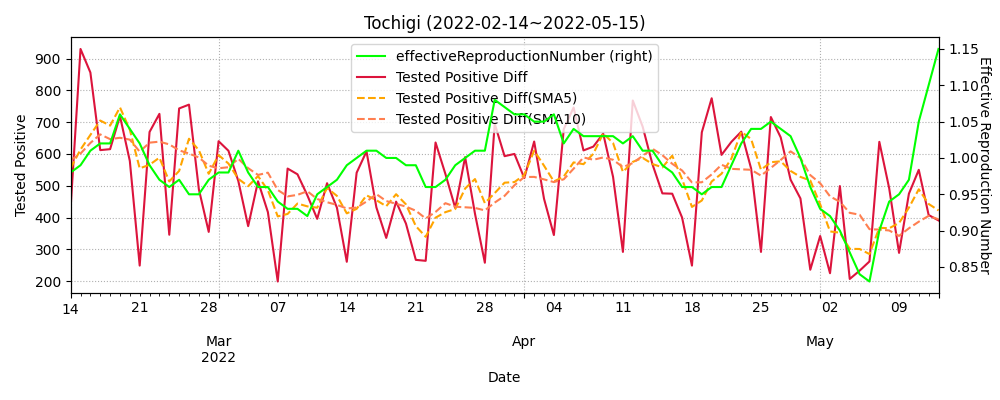 Tochigi (2022-02-14~2022-05-15)
effectiveReproductionNumber (right)
Tested Positive Diff
Tested Positive Diff(SMA5)
Tested Positive Diff(SMA10)
Tested Positive
900
800
700
600
500
400
300
200
1.15
1.10
1.05
1.00
0.95
0.90
0.85
Effective Reproduction Number
14 21 28 07 14 21 28 04 11 18 25 02 09
Mar Apr May
2022
Date